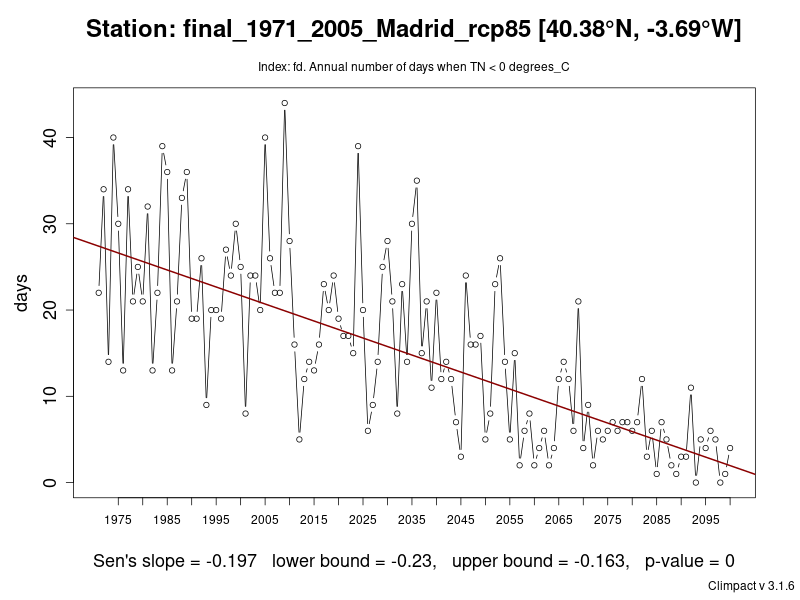 Station: final_1971_2005_Madrid_rcp85 [40.38°N, -3.69°W]
Index: fd. Annual number of days when TN < 0 degrees_C
40
30
20
10
0
days
1975 1985 1995 2005 2015 2025 2035 2045 2055 2065 2075 2085 2095
Sen's slope = -0.197 lower bound = -0.23, upper bound = -0.163, p-value = 0
Climpact v 3.1.6